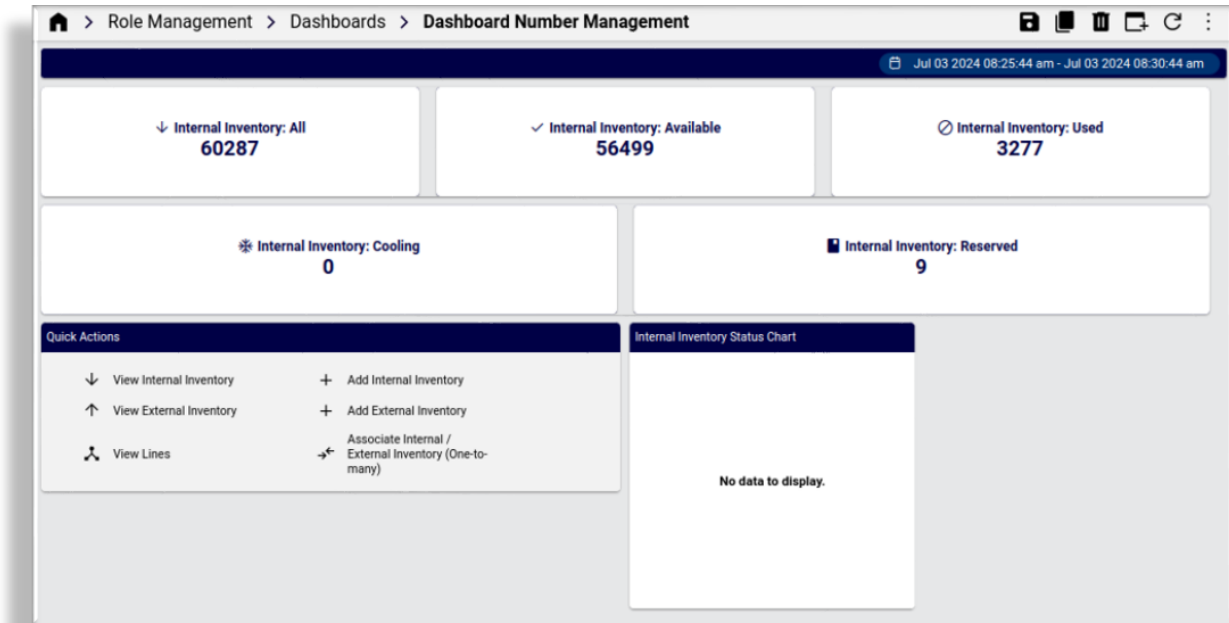 Role Management > Dashboards > Dashboard Number Management
Jul 03 2024 08:25:44 am - Jul 03 2024 08:30:44 am
Internal Inventory: All
60287
Internal Inventory: Available
56499
Internal Inventory: Used
3277
Internal Inventory: Cooling
0
Internal Inventory: Reserved
9
Quick Actions
View Internal Inventory
Add Internal Inventory
View External Inventory
Add External Inventory
View Lines
Associate Internal /
External Inventory (One-to-
many)
Internal Inventory Status Chart
No data to display.